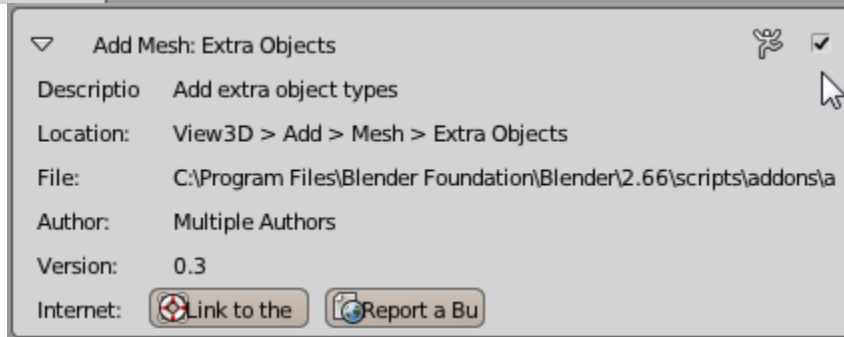 Add Mesh: Extra Objects
Descriptio Add extra object types
Location: View3D > Add > Mesh > Extra Objects
File: C:\Program Files\Blender Foundation\Blender\2.66\scripts\addons\a
Author: Multiple Authors
Version: 0.3
Internet: Link to the Report a Bu